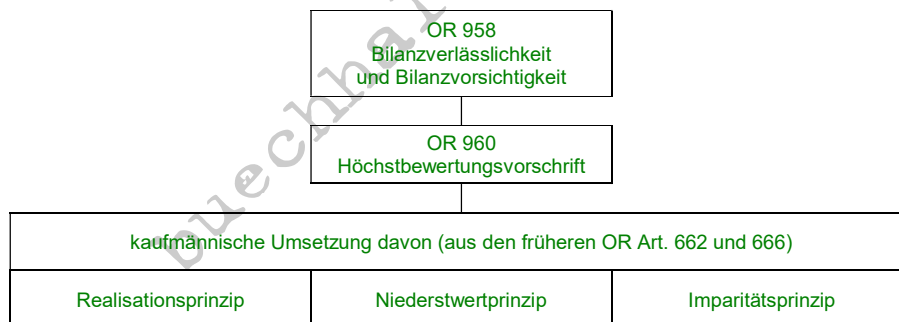 OR 958
Bilanzverlässlichkeit
und Bilanzvorsichtigkeit
OR 960
Höchstbewertungsvorschrift
kaufmännische Umsetzung davon (aus den früheren OR Art. 662 und 666)
Realisationsprinzip
Niederstwertprinzip
Imparitätsprinzip